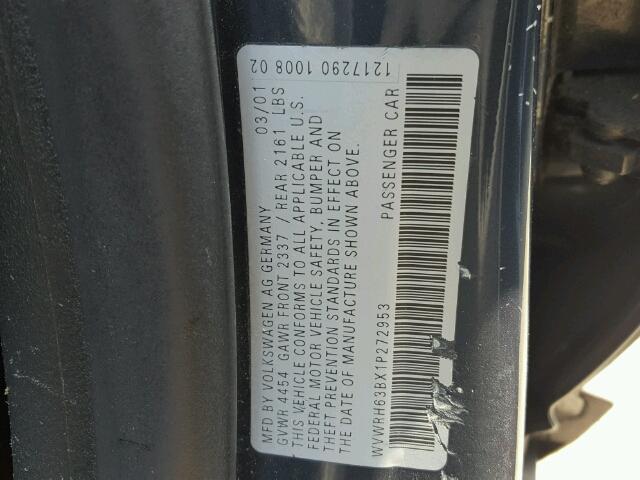 MFD BY VOLKSWAGEN AG GERMANY 03/01
GVWR 4454 GAWR FRONT 2337 / REAR 2161 LBS
THIS VEHICLE CONFORMS TO ALL APPLICABLE U.S.
FEDERAL MOTOR VEHICLE SAFETY, BUMPER AND
THEFT PREVENTION STANDARDS IN EFFECT ON
THE DATE OF MANUFACTURE SHOWN ABOVE.
1217290 1008 02
WVWRH63BX1P272953 PASSENGER CAR